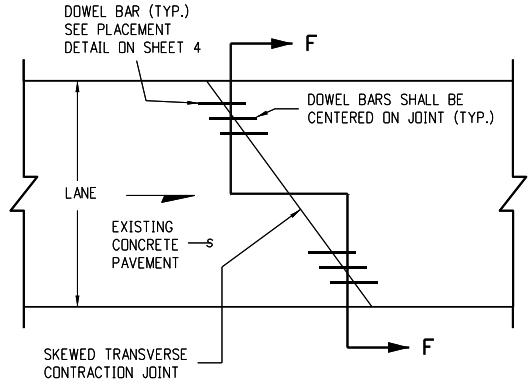 DOWEL BAR (TYP.)
SEE PLACEMENT
DETAIL ON SHEET 4
F
DOWEL BARS SHALL BE
CENTERED ON JOINT (TYP.)
LANE
EXISTING
CONCRETE
PAVEMENT
S
F
SKEWED TRANSVERSE
CONTRACTION JOINT